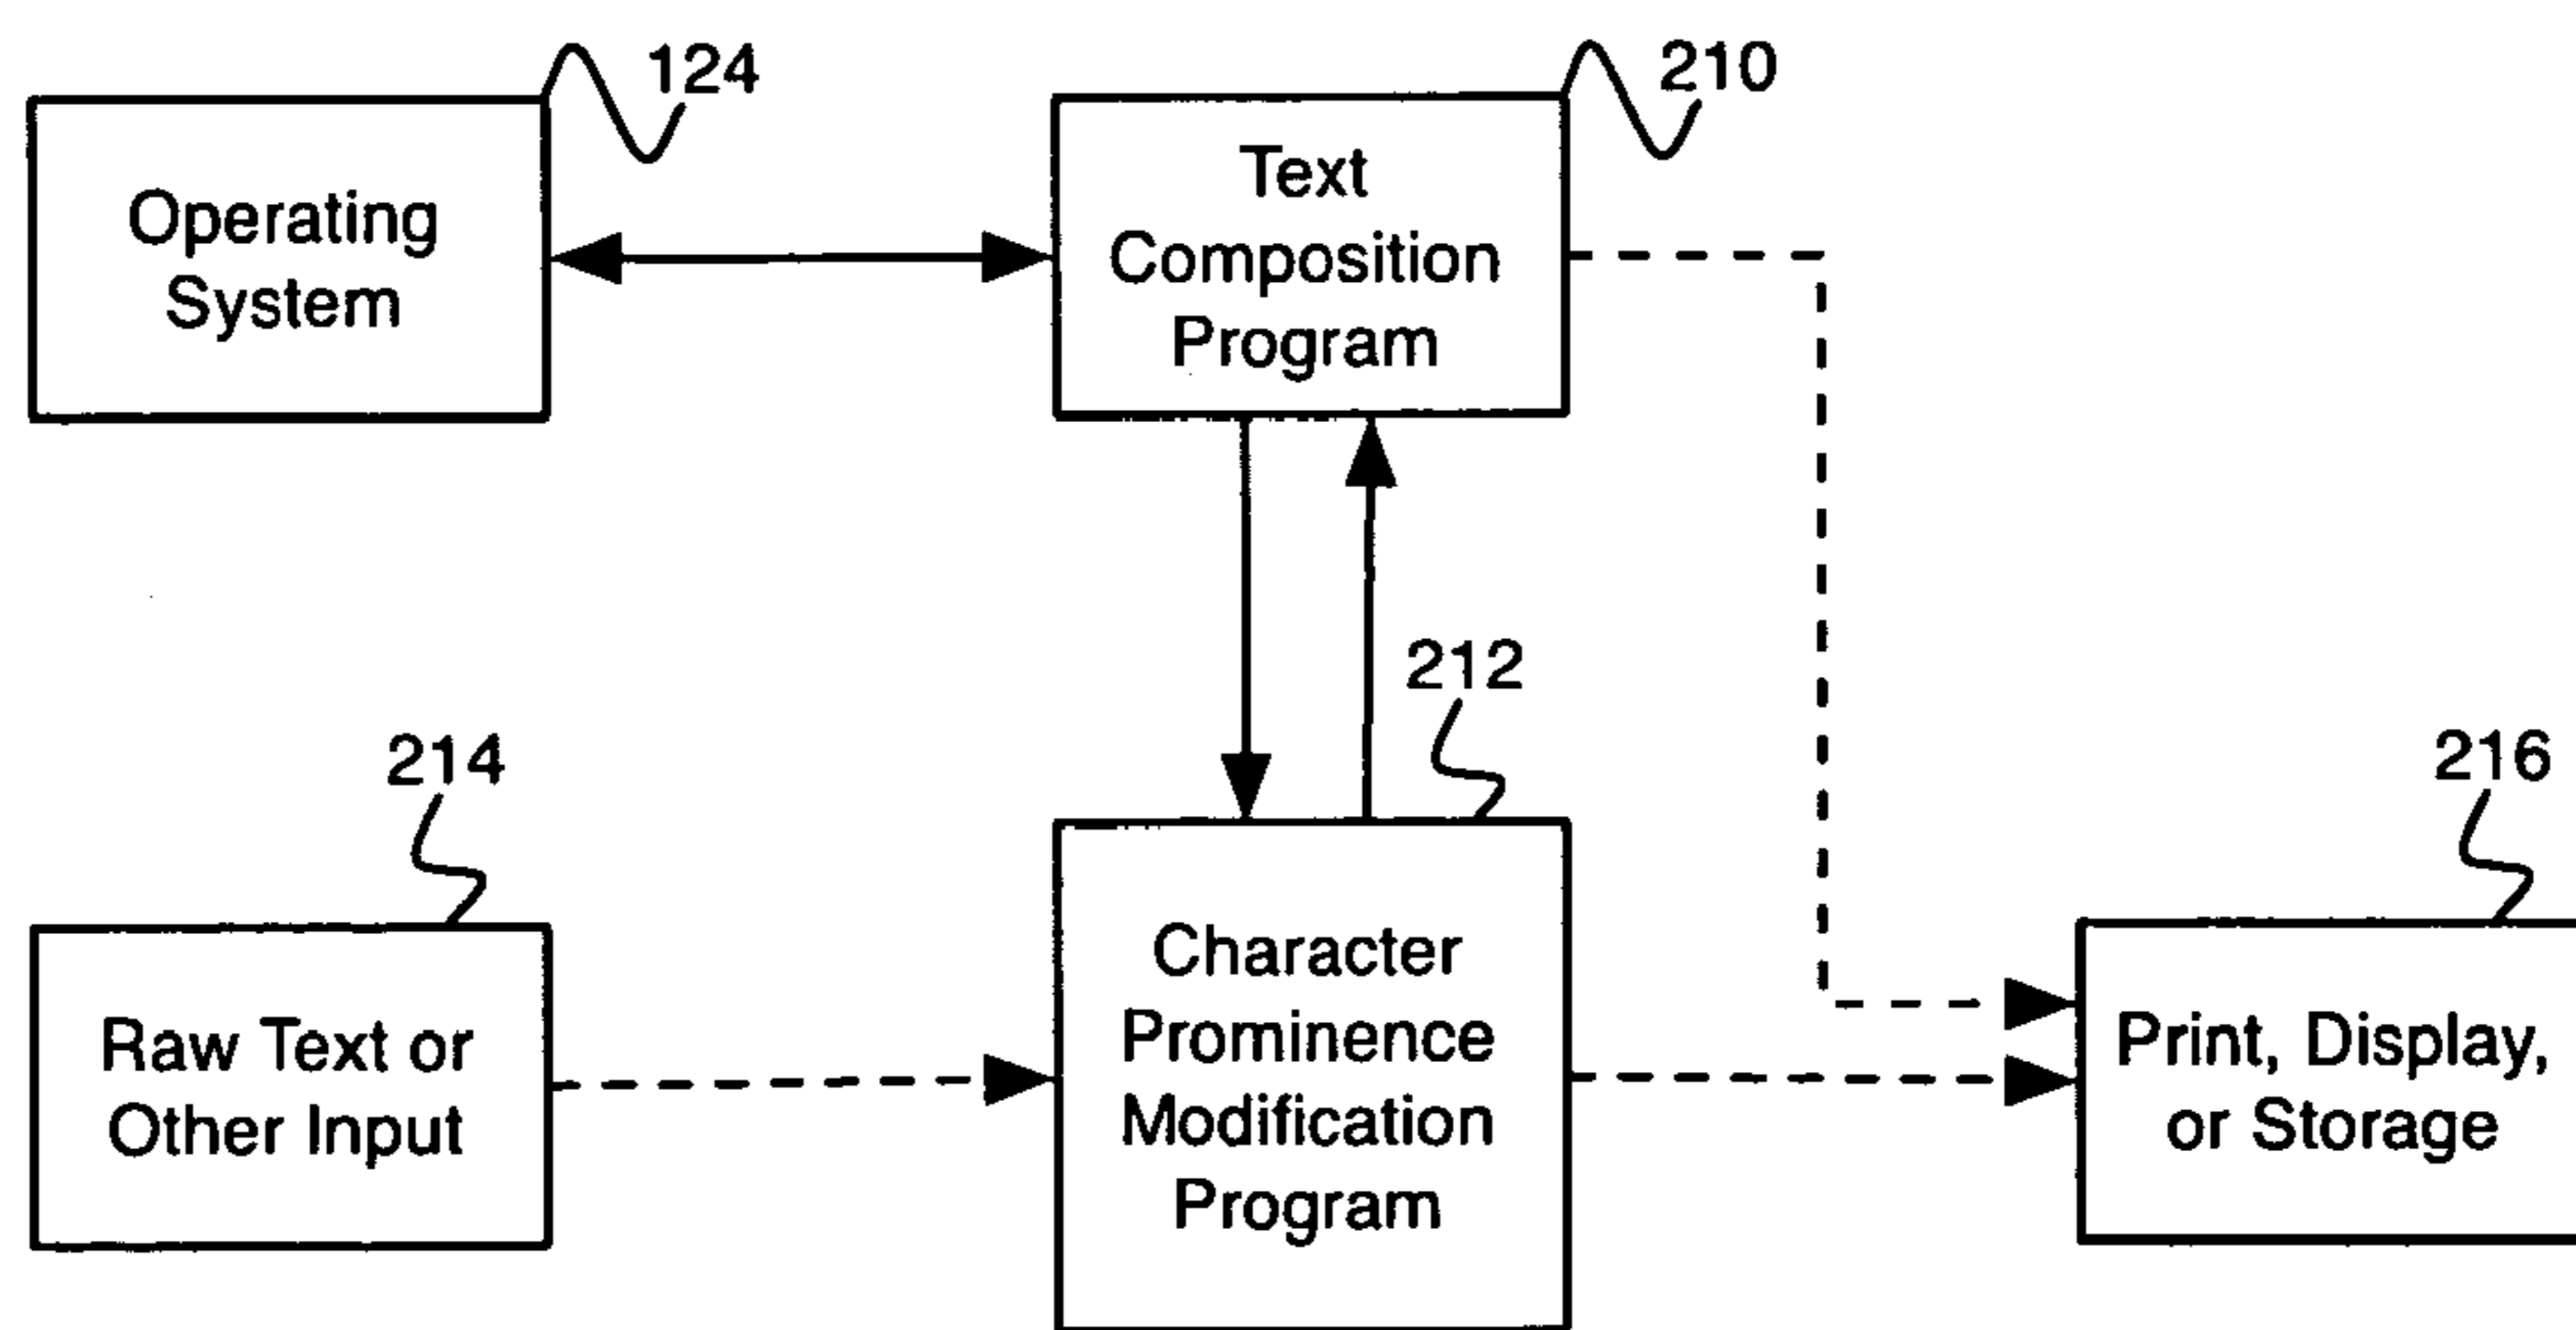 124
210
Operating
System
Text
Composition
Program
212
214
216
Raw Text or
Other Input
Character
Prominence
Modification
Program
Print, Display,
or Storage